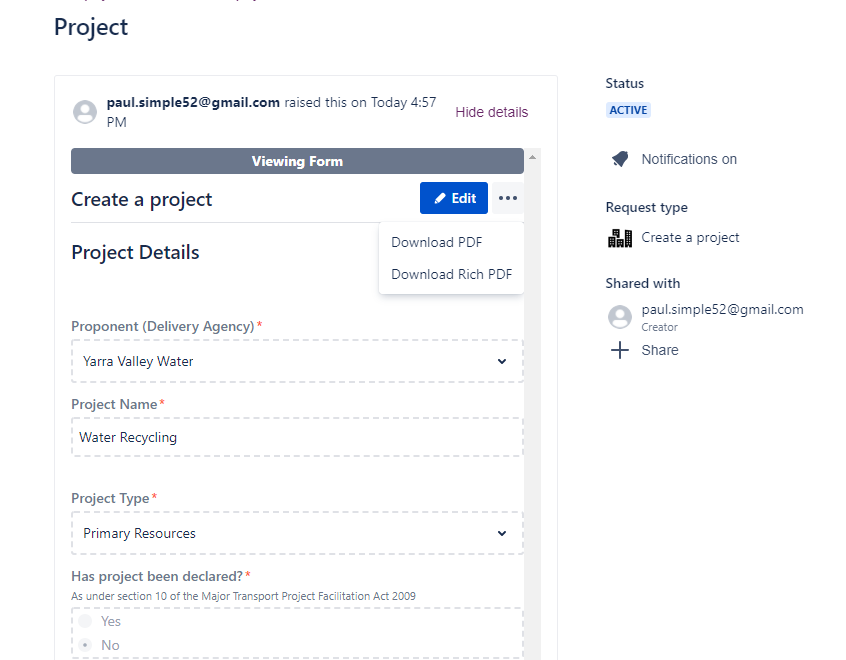 Project
paul.simple52@gmail.com raised this on Today 4:57
PM
Hide details
Viewing Form
Create a project
Edit
Download PDF
Download Rich PDF
Project Details
Proponent (Delivery Agency)*
Yarra Valley Water
Project Name*
Water Recycling
Project Type*
Primary Resources
Has project been declared?*
As under section 10 of the Major Transport Project Facilitation Act 2009
Yes
No
Status
ACTIVE
Notifications on
Request type
Create a project
Shared with
paul.simple52@gmail.com
Creator
Share